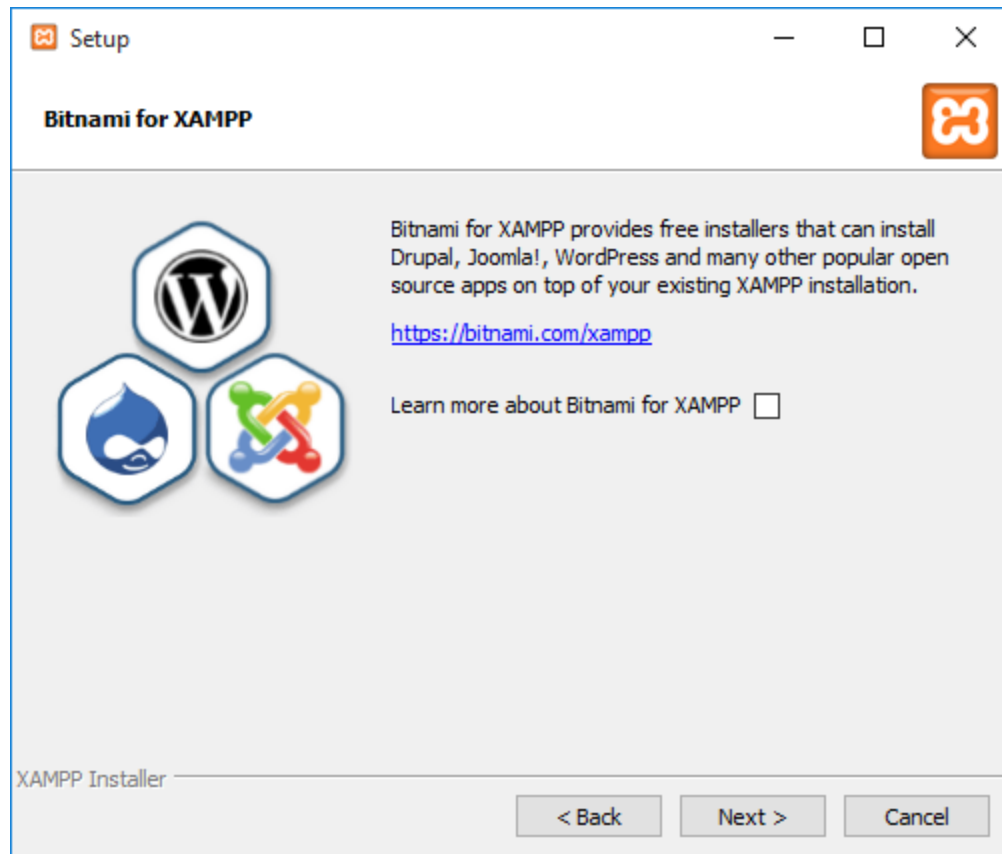 Setup
Bitnami for XAMPP
Bitnami for XAMPP provides free installers that can install
Drupal, Joomla!, WordPress and many other popular open
source apps on top of your existing XAMPP installation.
https://bitnami.com/xampp
Learn more about Bitnami for XAMPP
XAMPP Installer
< Back
Next >
Cancel